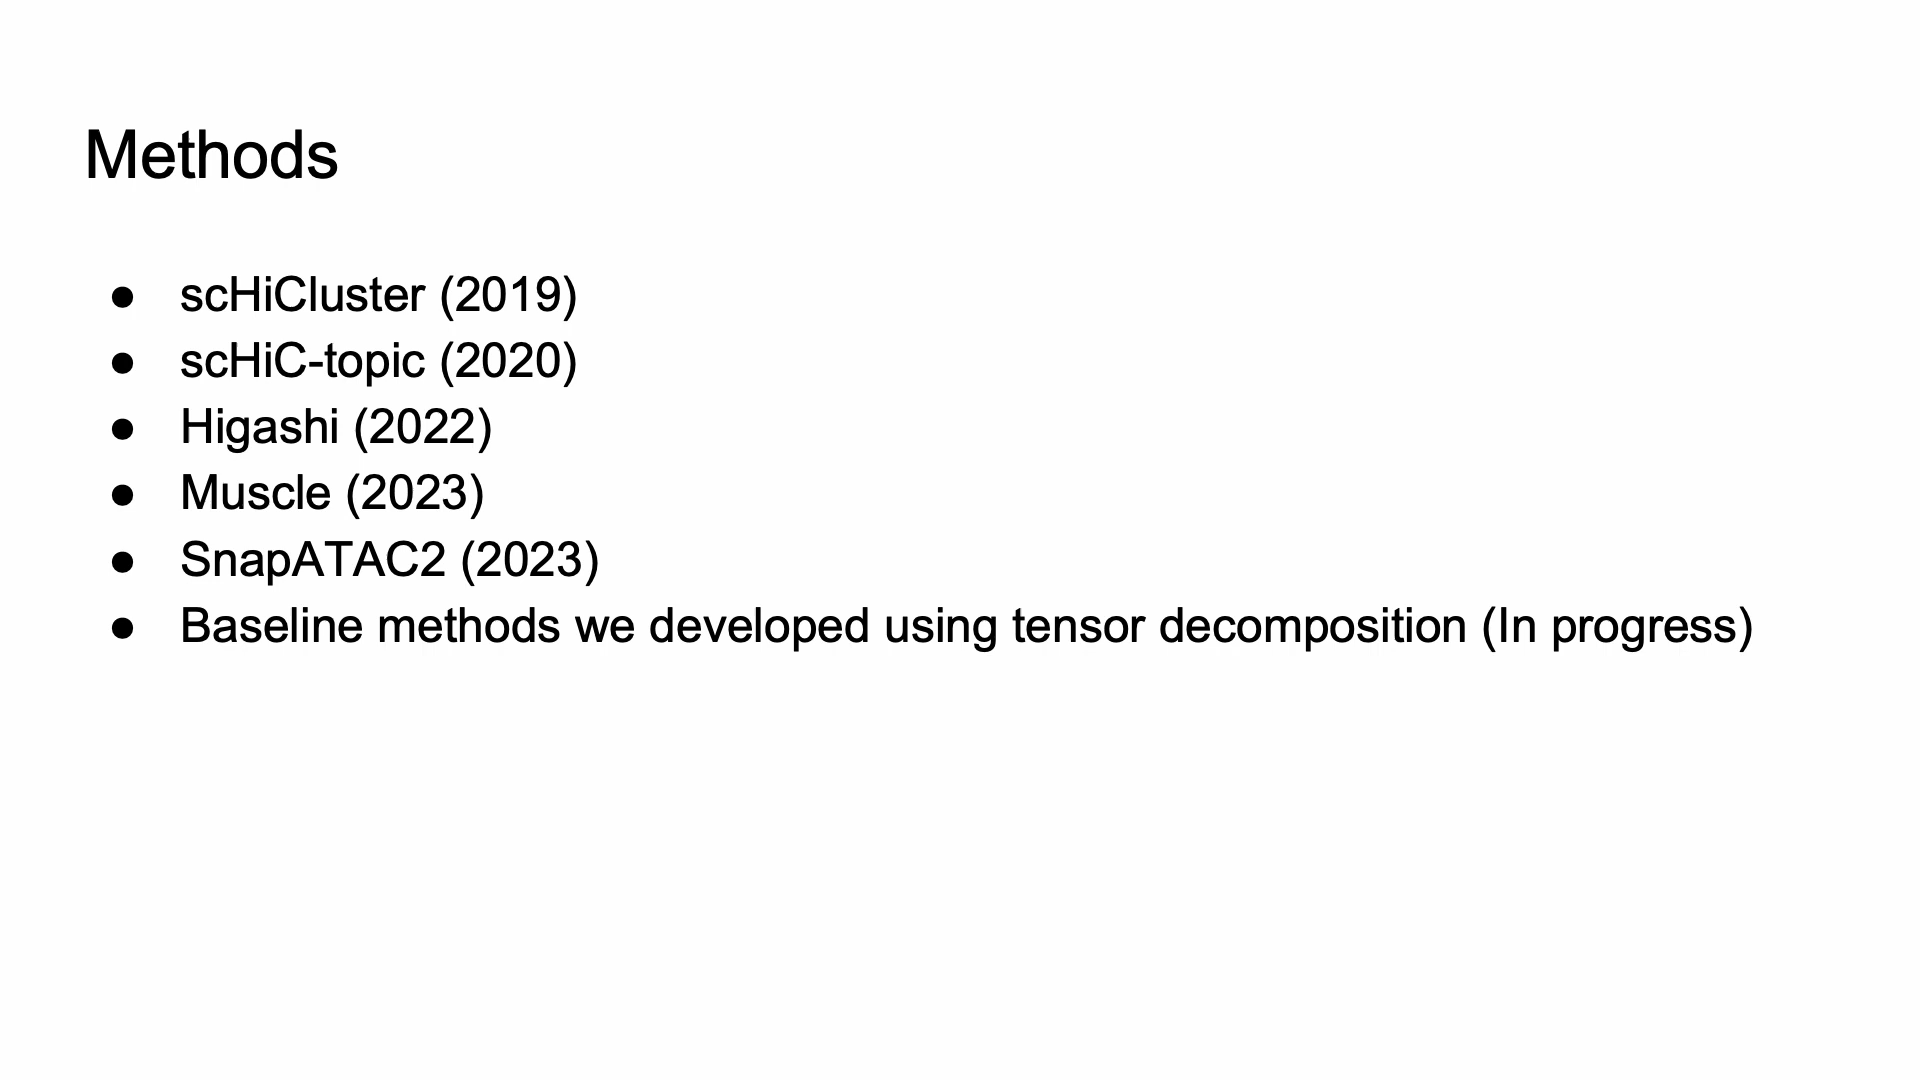 Methods
● scHiCluster (2019)
● scHiC-topic (2020)
● Higashi (2022)
● Muscle (2023)
● SnapATAC2 (2023)
● Baseline methods we developed using tensor decomposition (In progress)